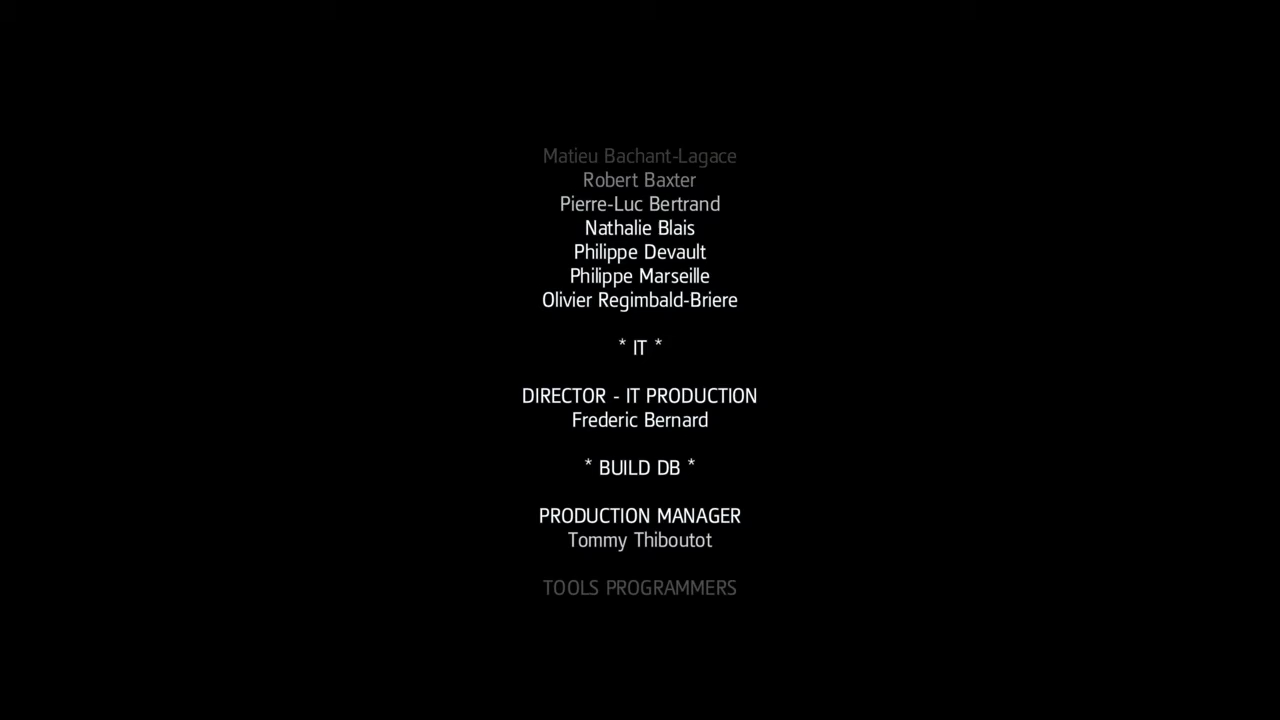 Matieu Bachant-Lagace
Robert Baxter
Pierre-Luc Bertrand
Nathalie Blais
Philippe Devault
Philippe Marseille
Olivier Regimbald-Briere
* IT *
DIRECTOR - IT PRODUCTION
Frederic Bernard
* BUILD DB *
PRODUCTION MANAGER
Tommy Thiboutot
TOOLS PROGRAMMERS